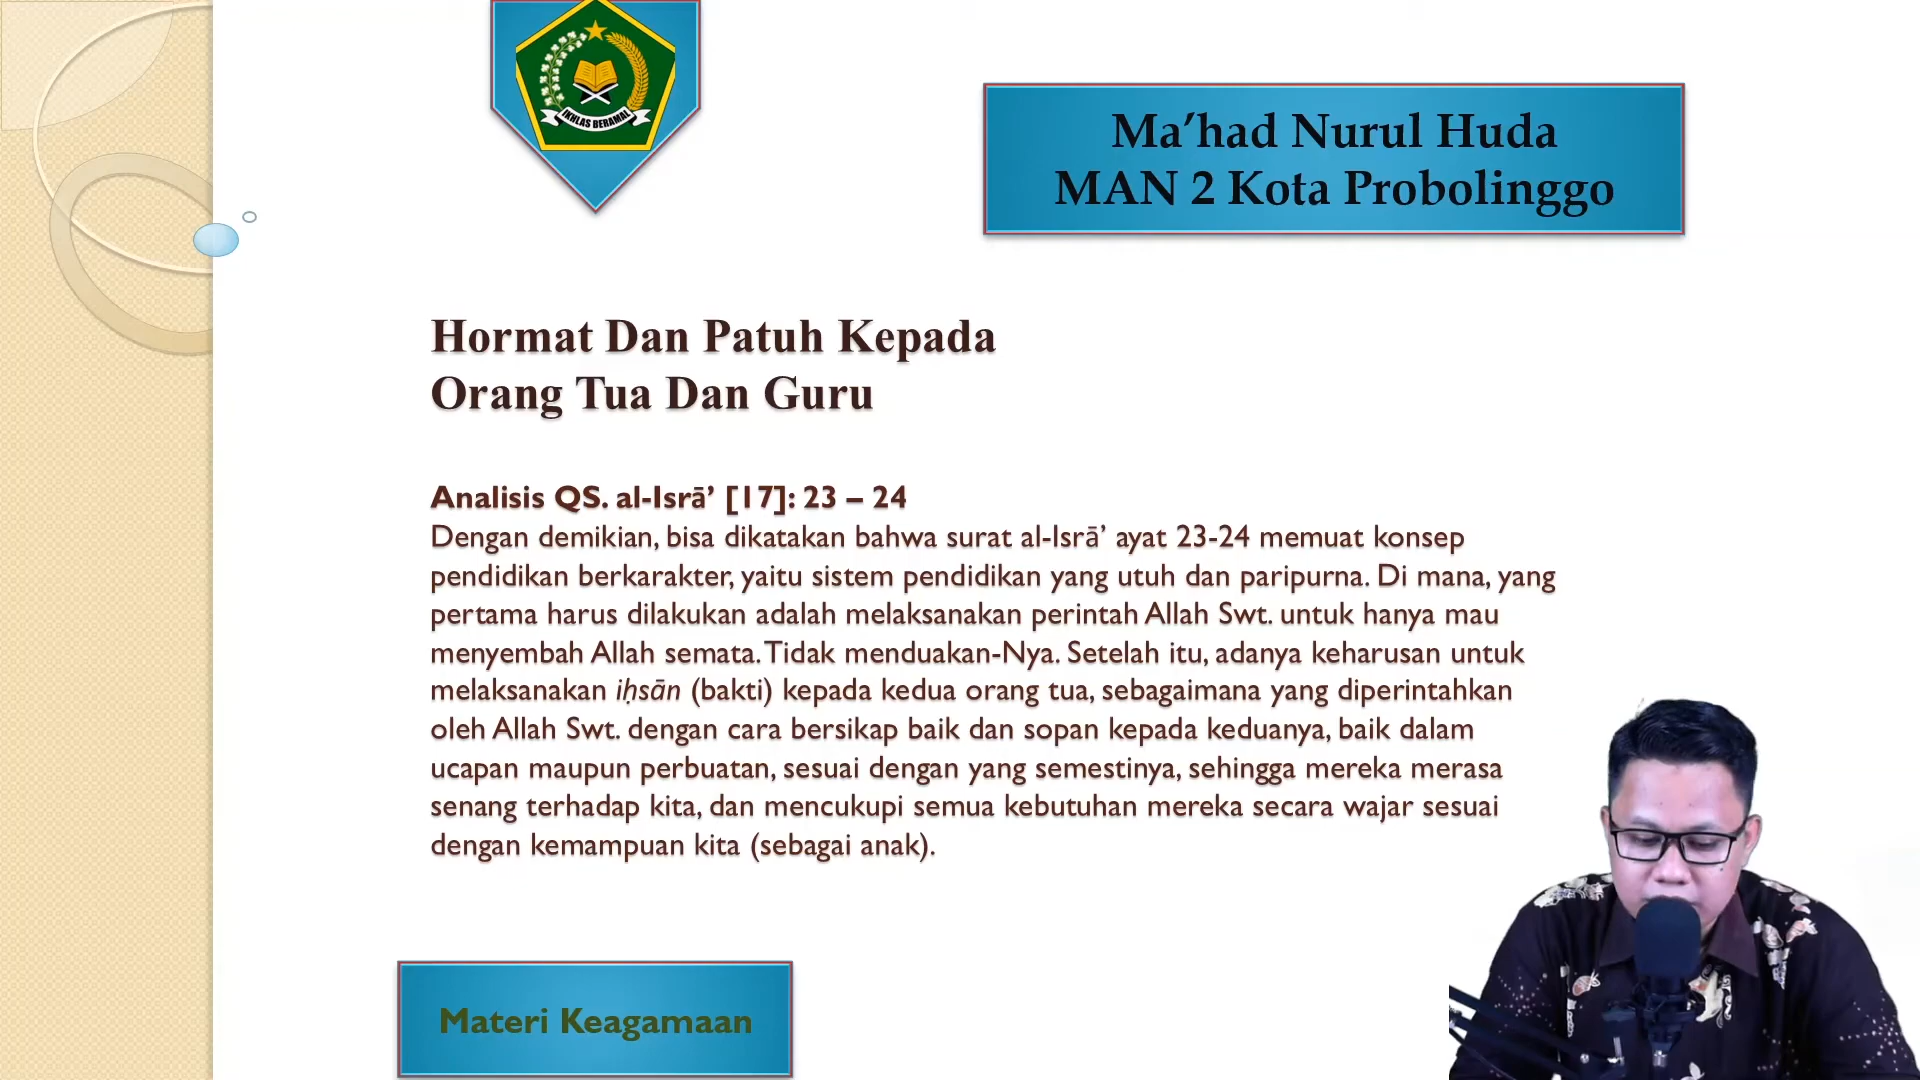 IKHLAS BERAMAL
Ma’had Nurul Huda
MAN 2 Kota Probolinggo
Hormat Dan Patuh Kepada
Orang Tua Dan Guru
Analisis QS. al-Isrā’ [17]: 23 – 24
Dengan demikian, bisa dikatakan bahwa surat al-Isrā’ ayat 23-24 memuat konsep
pendidikan berkarakter, yaitu sistem pendidikan yang utuh dan paripurna. Di mana, yang
pertama harus dilakukan adalah melaksanakan perintah Allah Swt. untuk hanya mau
menyembah Allah semata. Tidak menduakan-Nya. Setelah itu, adanya keharusan untuk
melaksanakan iḥsān (bakti) kepada kedua orang tua, sebagaimana yang diperintahkan
oleh Allah Swt. dengan cara bersikap baik dan sopan kepada keduanya, baik dalam
ucapan maupun perbuatan, sesuai dengan yang semestinya, sehingga mereka merasa
senang terhadap kita, dan mencukupi semua kebutuhan mereka secara wajar sesuai
dengan kemampuan kita (sebagai anak).
Materi Keagamaan